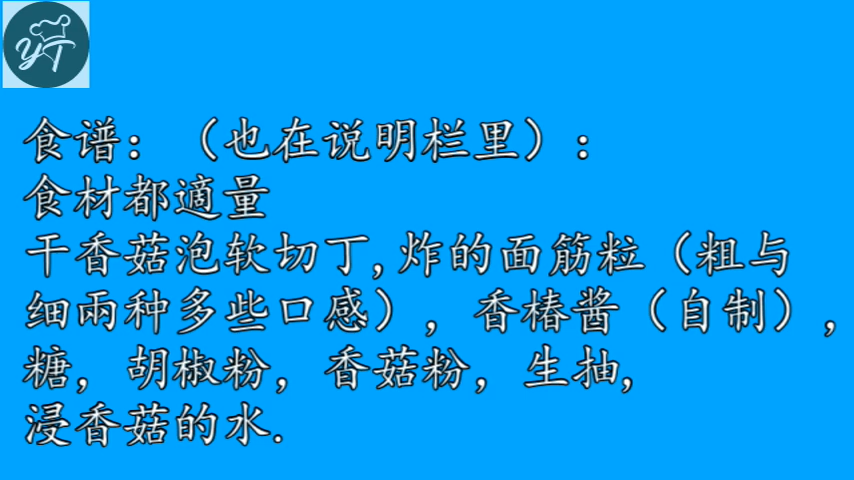 YT
食谱：（也在说明栏里）：
食材都適量
干香菇泡软切丁,炸的面筋粒（粗与
细兩种多些口感），香椿酱（自制），
糖，胡椒粉，香菇粉，生抽,
浸香菇的水.